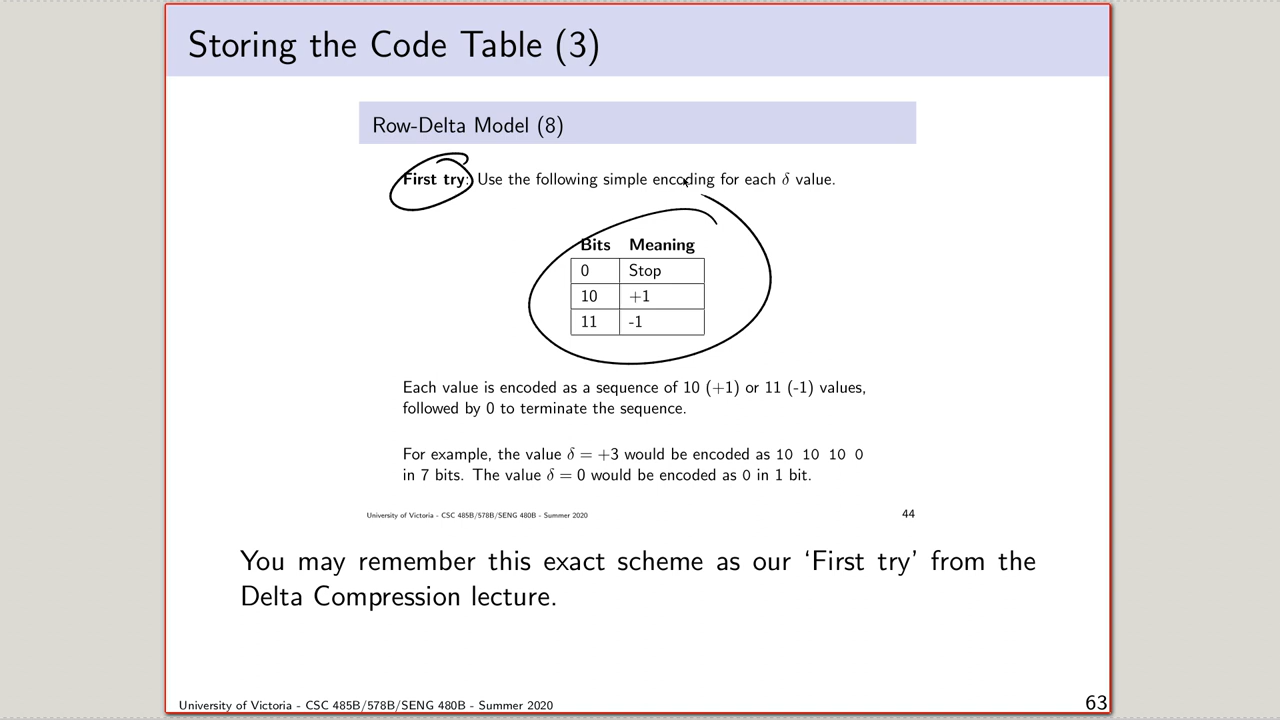 Storing the Code Table (3)
Row-Delta Model (8)
First try: Use the following simple encoding for each δ value.
Bits Meaning
0 Stop
10 +1
11 -1
Each value is encoded as a sequence of 10 (+1) or 11 (-1) values,
followed by 0 to terminate the sequence.
For example, the value δ = +3 would be encoded as 10 10 10 0
in 7 bits. The value δ = 0 would be encoded as 0 in 1 bit.
University of Victoria - CSC 485B/578B/SENG 480B - Summer 2020 44
You may remember this exact scheme as our ‘First try’ from the
Delta Compression lecture.
University of Victoria - CSC 485B/578B/SENG 480B - Summer 2020 63